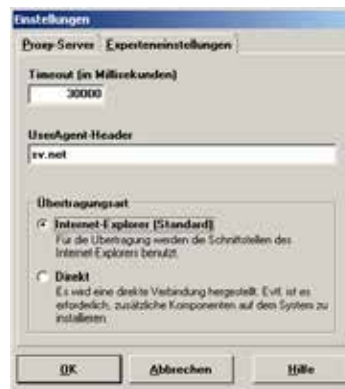 Einstellungen
Proxy-Server Experteneinstellungen
Timeout (in Millisekunden)
30000
UserAgent-Header
sv.net
Übertragungsart
Internet-Explorer (Standard)
Für die Übertragung werden die Schnittstellen des
Internet Explorers benutzt.
Direkt
Es wird eine direkte Verbindung hergestellt. Evtl. ist es
erforderlich, zusätzliche Komponenten auf dem System zu
installieren
OK Abbrechen Hilfe